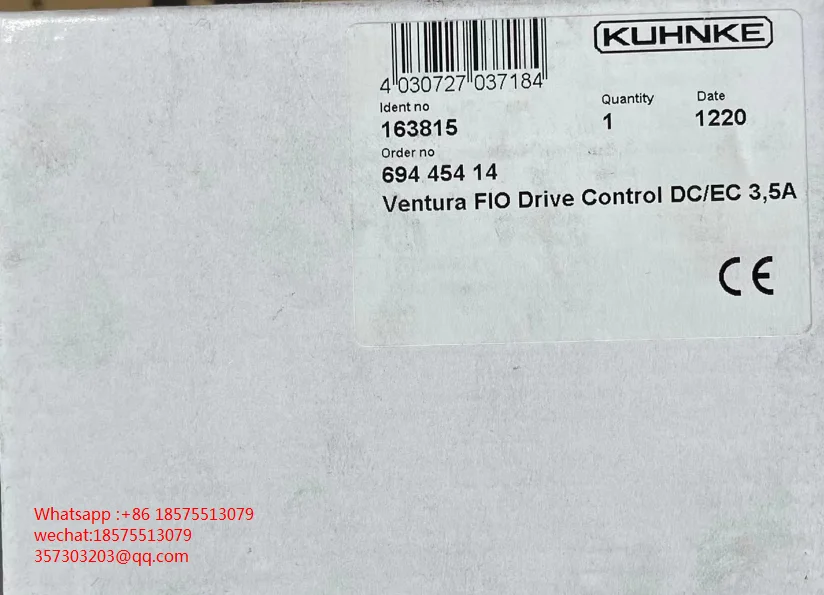 KUHNKE
4 030727 037184
Ident no
163815
Quantity
1
Date
1220
Order no
694 454 14
Ventura FIO Drive Control DC/EC 3,5A
CE
Whatsapp :+86 18575513079
wechat:18575513079
357303203@qq.com